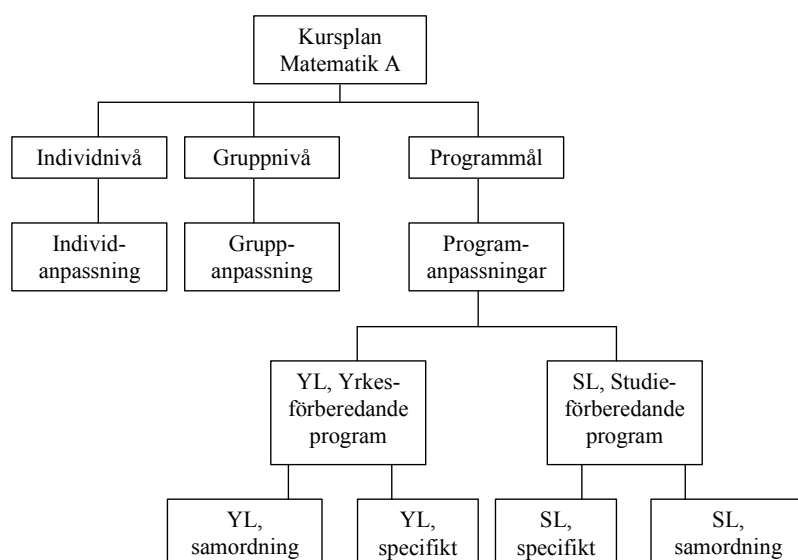 Kursplan
Matematik A
Individnivå
Gruppnivå
Programmål
Individ-
anpassning
Grupp-
anpassning
Program-
anpassningar
YL, Yrkes-
förberedande
program
SL, Studie-
förberedande
program
YL,
samordning
YL,
specifikt
SL,
specifikt
SL,
samordning